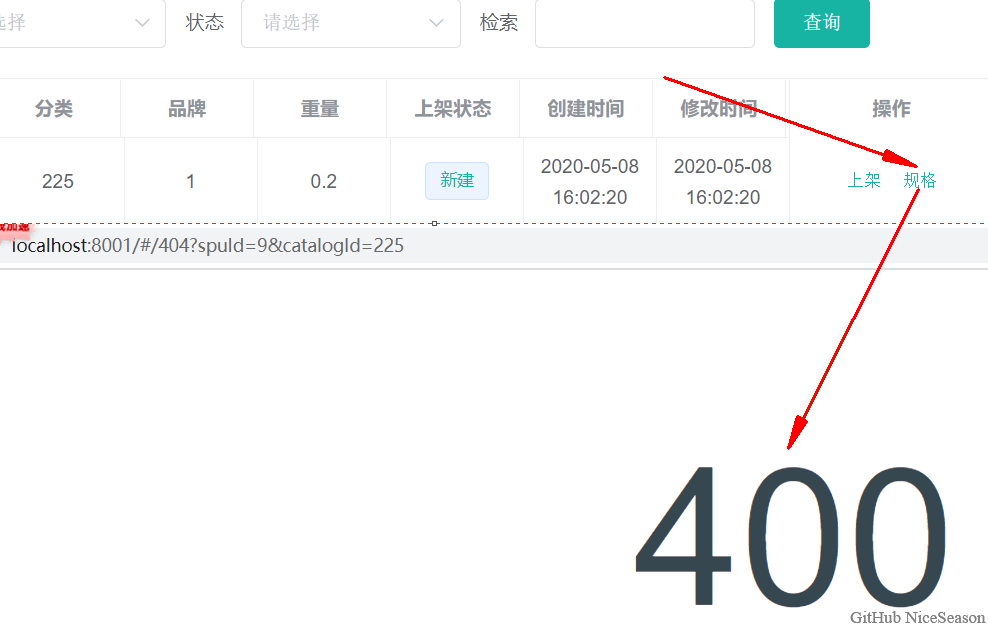 选择 状态 请选择 检索 查询
分类 品牌 重量 上架状态 创建时间 修改时间 操作
225 1 0.2 新建 2020-05-08 16:02:20 2020-05-08 16:02:20 上架 规格
加速
localhost:8001/#/404?spuId=9&catalogId=225
400
GitHub NiceSeason